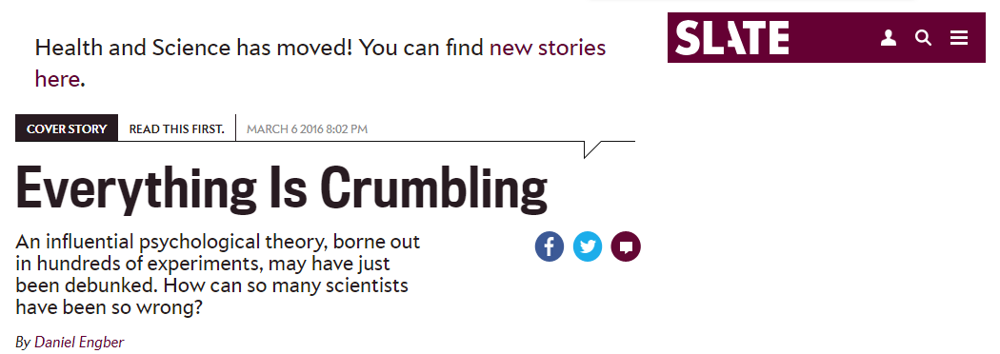 Health and Science has moved! You can find new stories
here.
SLATE
COVER STORY READ THIS FIRST. MARCH 6 2016 8:02 PM
Everything Is Crumbling
An influential psychological theory, borne out
in hundreds of experiments, may have just
been debunked. How can so many scientists
have been so wrong?
By Daniel Engber